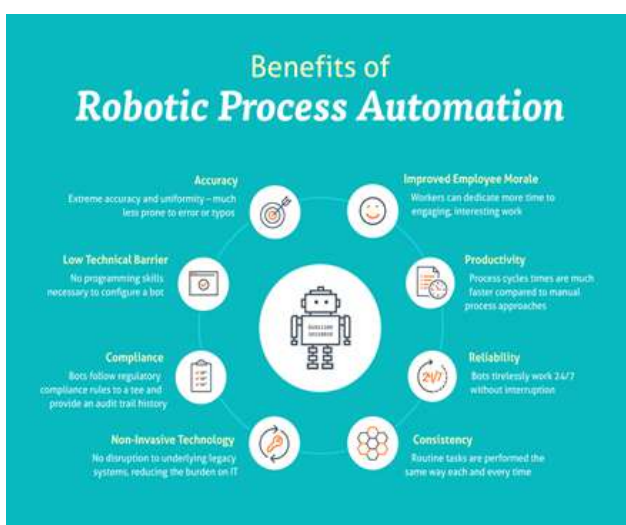 Benefits of
Robotic Process Automation
Accuracy
Extreme accuracy and uniformity – much
less prone to error or typos
Improved Employee Morale
Workers can dedicate more time to
engaging, interesting work
Low Technical Barrier
No programming skills
necessary to configure a bot
Productivity
Process cycles times are much
faster compared to manual
process approaches
Compliance
Bots follow regulatory
compliance rules to a tee and
provide an audit trail history
Reliability
Bots tirelessly work 24/7
without interruption
24/7
Non-Invasive Technology
No disruption to underlying legacy
systems, reducing the burden on IT
Consistency
Routine tasks are performed the
same way each and every time